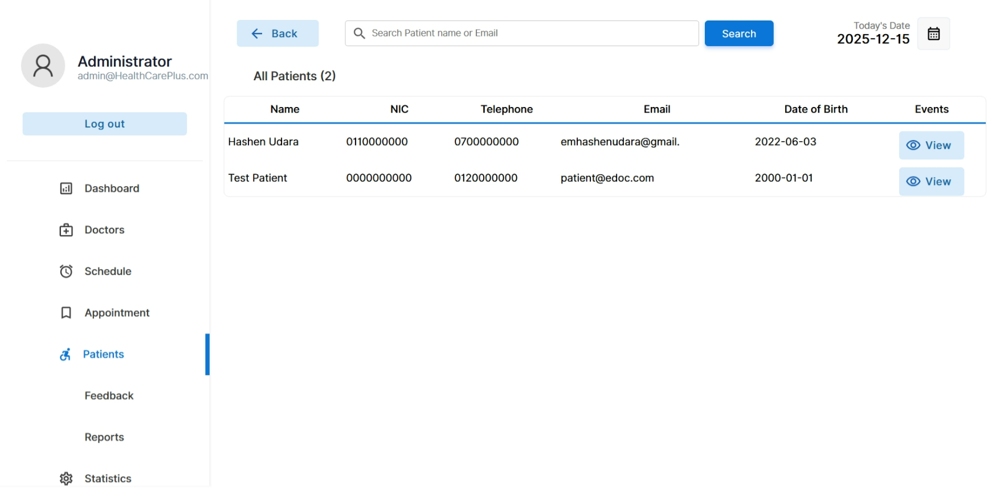 Administrator
admin@HealthCarePlus.com
Log out
Dashboard
Doctors
Schedule
Appointment
Patients
Feedback
Reports
Statistics
Back
Search Patient name or Email
Search
Today's Date
2025-12-15
All Patients (2)
Name NIC Telephone Email Date of Birth Events
Hashen Udara 0110000000 0700000000 emhashenudara@gmail. 2022-06-03 View
Test Patient 0000000000 0120000000 patient@edoc.com 2000-01-01 View